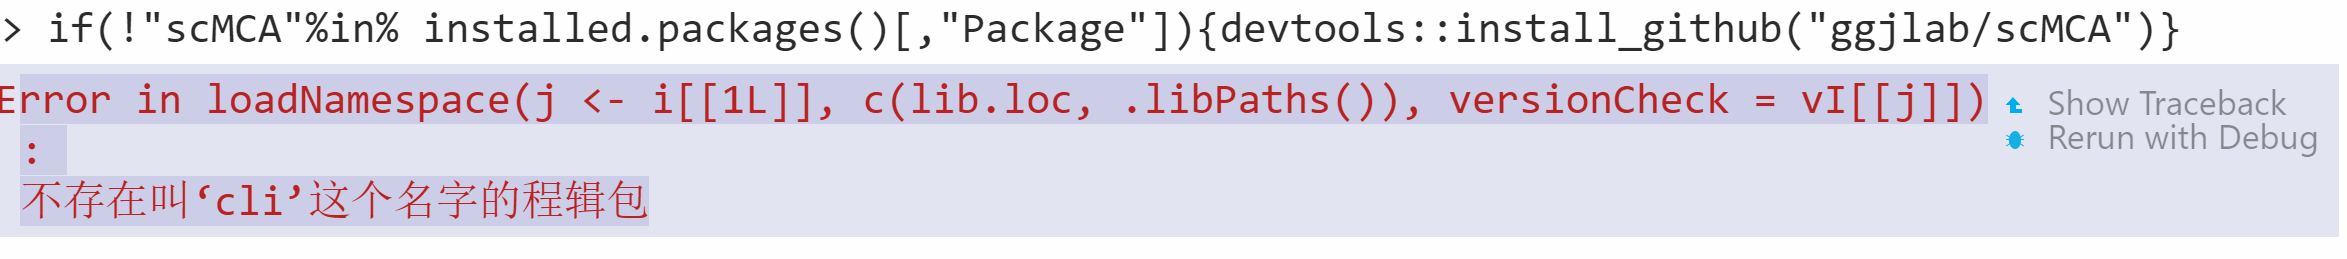 > if(!"scMCA"%in% installed.packages()[,"Package"]){devtools::install_github("ggjlab/scMCA")}
Error in loadNamespace(j <- i[[1L]], c(lib.loc, .libPaths()), versionCheck = vI[[j]])
Show Traceback
Rerun with Debug
:
不存在叫‘cli’这个名字的程辑包